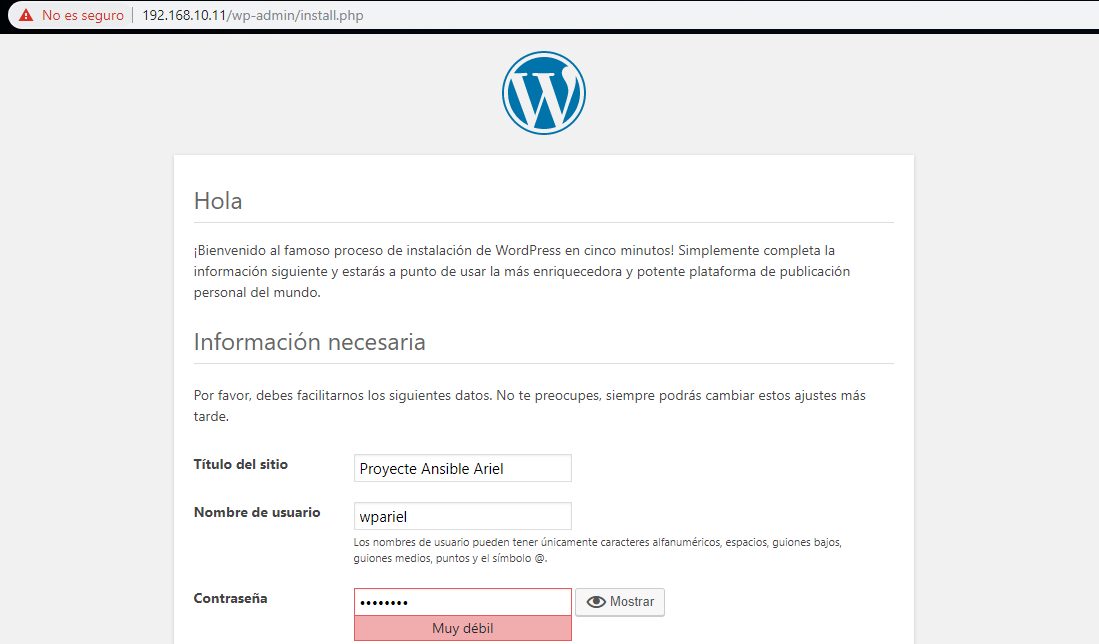 No es seguro 192.168.10.11/wp-admin/install.php
Hola
¡Bienvenido al famoso proceso de instalación de WordPress en cinco minutos! Simplemente completa la
información siguiente y estarás a punto de usar la más enriquecedora y potente plataforma de publicación
personal del mundo.
Información necesaria
Por favor, debes facilitarnos los siguientes datos. No te preocupes, siempre podrás cambiar estos ajustes más
tarde.
Título del sitio Proyecte Ansible Ariel
Nombre de usuario wpariel
Los nombres de usuario pueden tener únicamente caracteres alfanuméricos, espacios, guiones bajos,
guiones medios, puntos y el símbolo @.
Contraseña •••••••• Mostrar
Muy débil